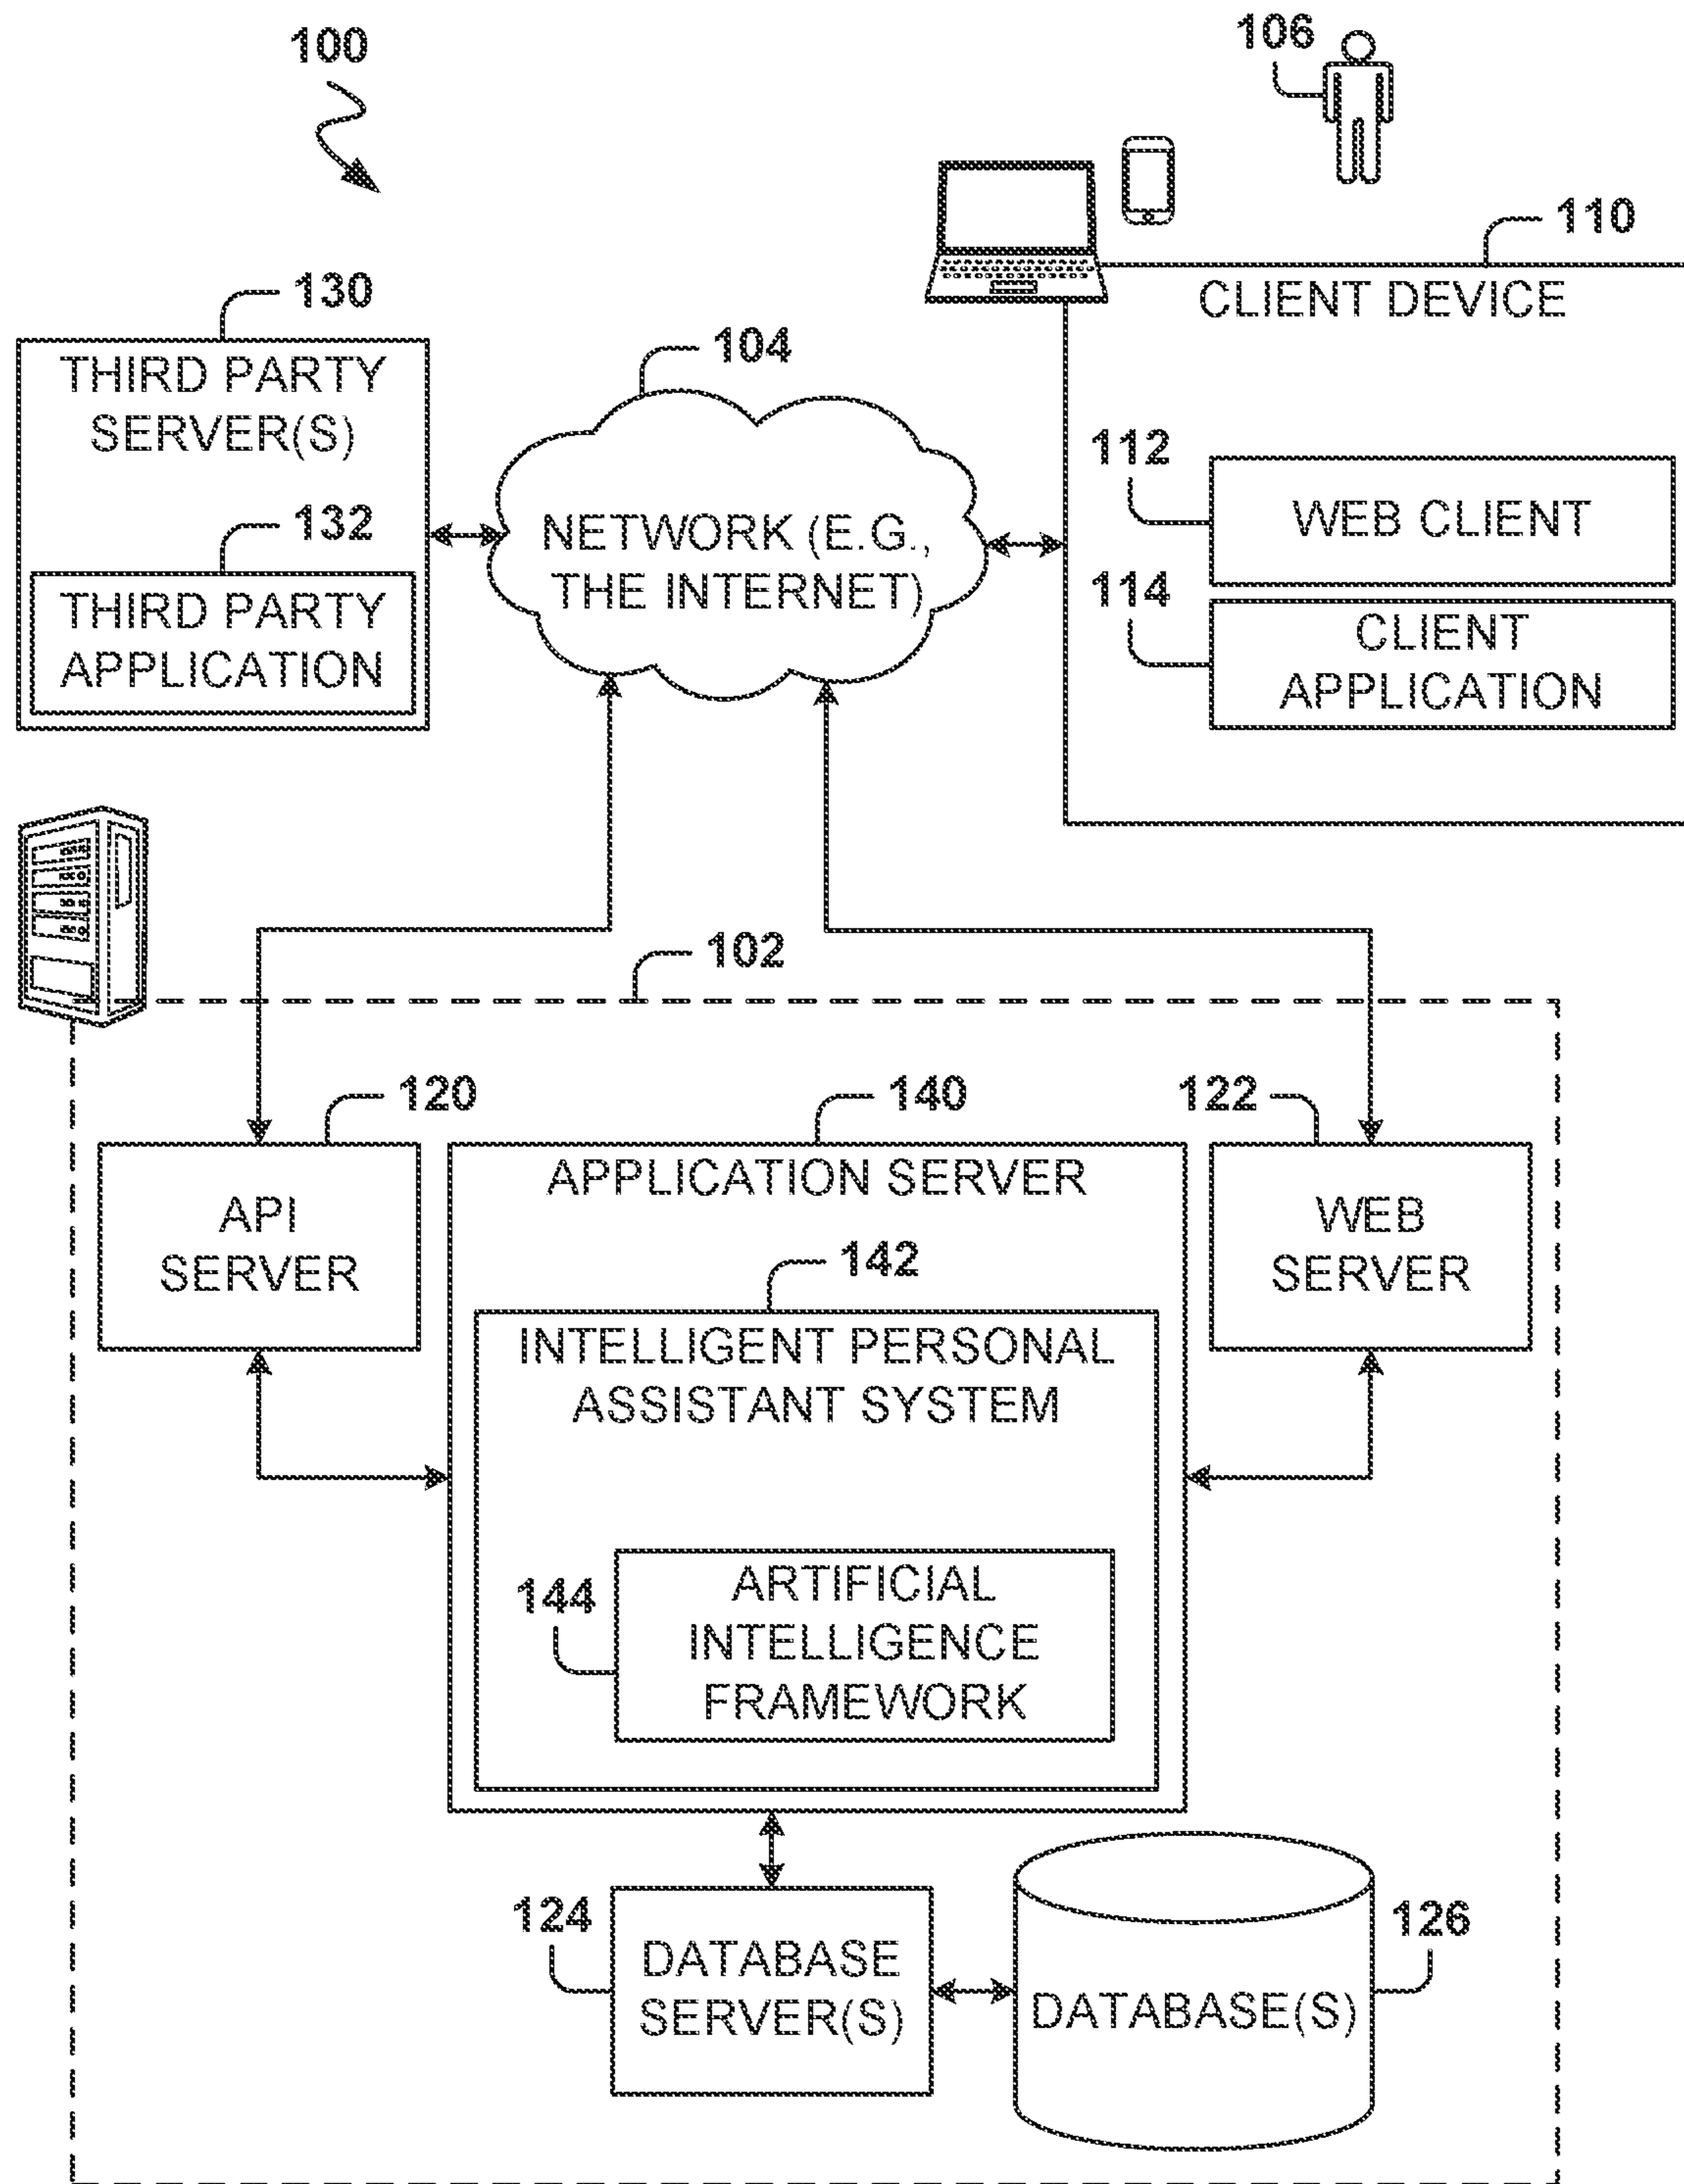 100
106
110
CLIENT DEVICE
130
THIRD PARTY
SERVER(S)
132
THIRD PARTY
APPLICATION
104
NETWORK (E.G.,
THE INTERNET)
112
WEB CLIENT
114
CLIENT
APPLICATION
102
120
API
SERVER
140
APPLICATION SERVER
122
WEB
SERVER
142
INTELLIGENT PERSONAL
ASSISTANT SYSTEM
144
ARTIFICIAL
INTELLIGENCE
FRAMEWORK
124
DATABASE
SERVER(S)
126
DATABASE(S)